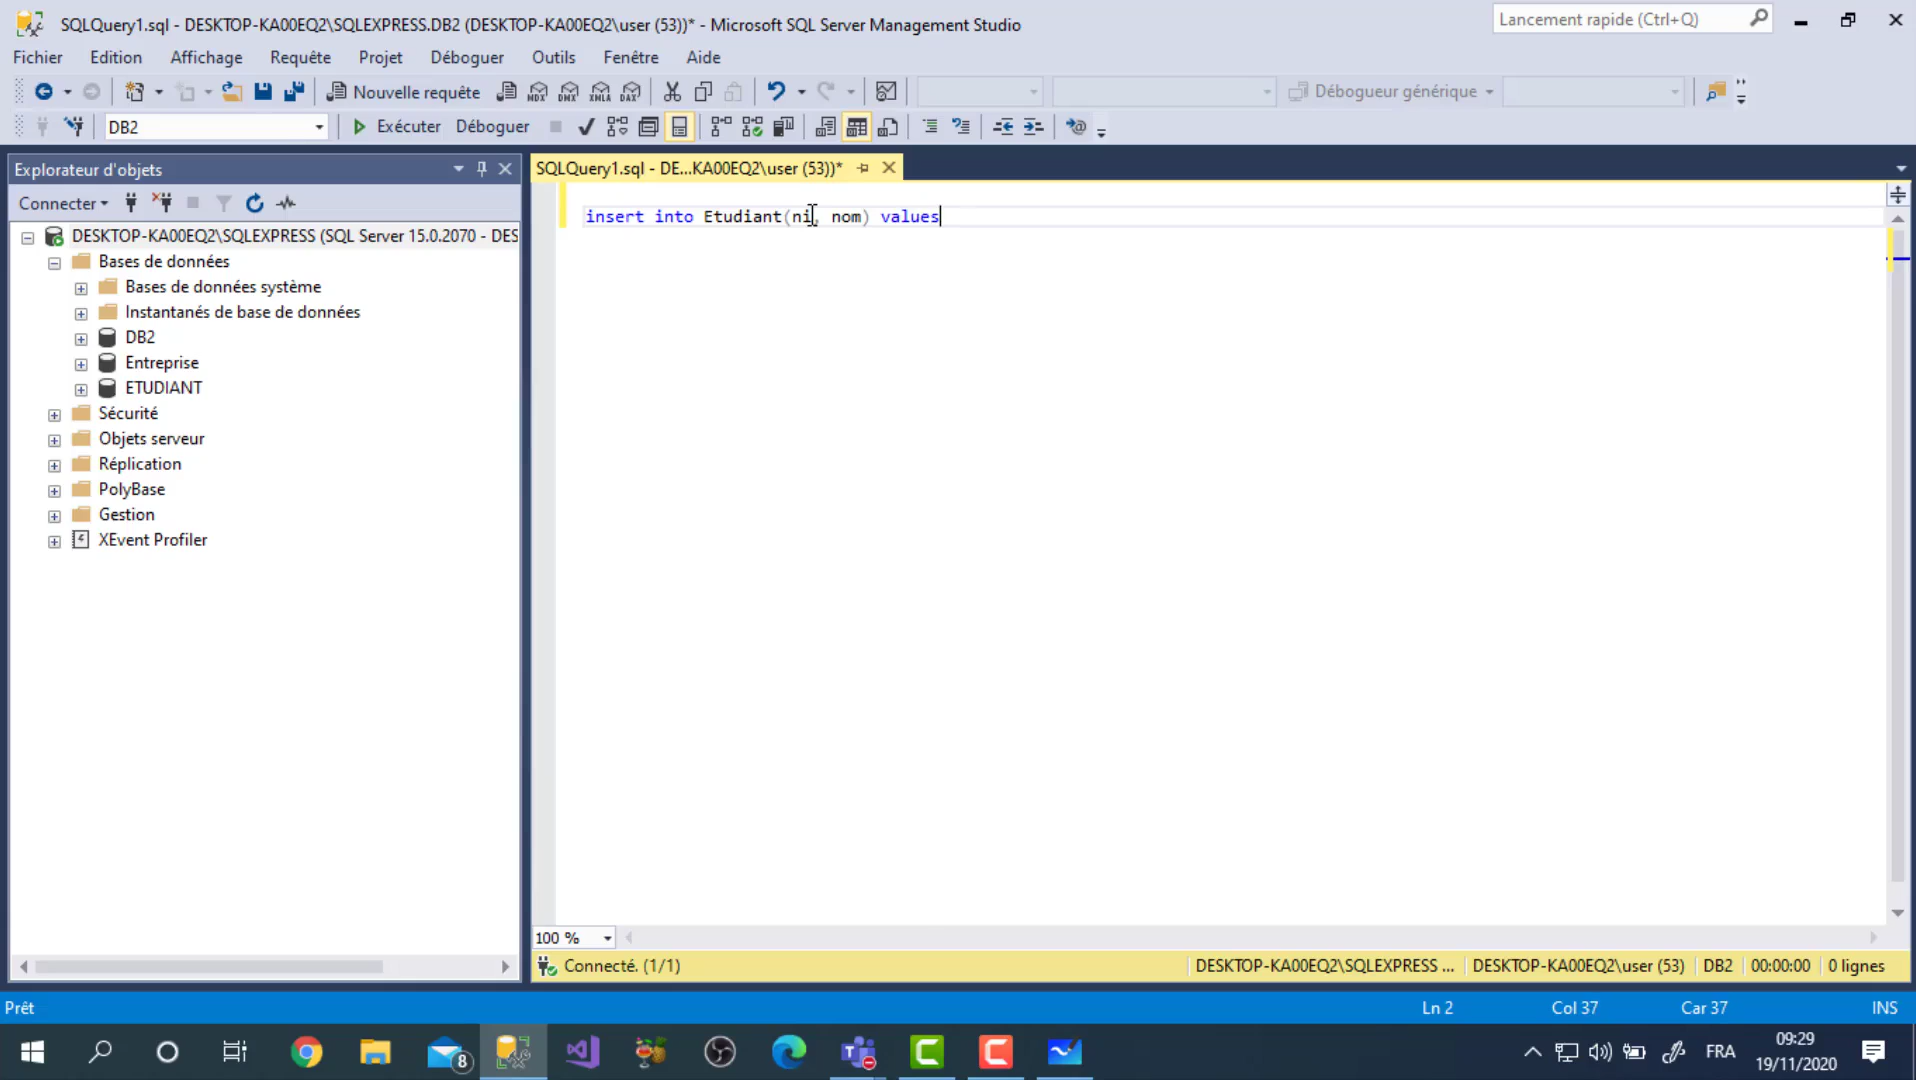 SQLQuery1.sql - DESKTOP-KA00EQ2\SQLEXPRESS.DB2 (DESKTOP-KA00EQ2\user (53))* - Microsoft SQL Server Management Studio
Lancement rapide (Ctrl+Q)
Fichier Edition Affichage Requête Projet Déboguer Outils Fenêtre Aide
Nouvelle requête MDX DMX XMLA DAX Débogueur générique
DB2 Exécuter Déboguer
Explorateur d'objets
SQLQuery1.sql - DE...KA00EQ2\user (53))*
Connecter
insert into Etudiant(ni, nom) values
DESKTOP-KA00EQ2\SQLEXPRESS (SQL Server 15.0.2070 - DES
Bases de données
Bases de données système
Instantanés de base de données
DB2
Entreprise
ETUDIANT
Sécurité
Objets serveur
Réplication
PolyBase
Gestion
XEvent Profiler
100 %
Connecté. (1/1) DESKTOP-KA00EQ2\SQLEXPRESS ... DESKTOP-KA00EQ2\user (53) DB2 00:00:00 0 lignes
Prêt Ln 2 Col 37 Car 37 INS
8
FRA
09:29
19/11/2020